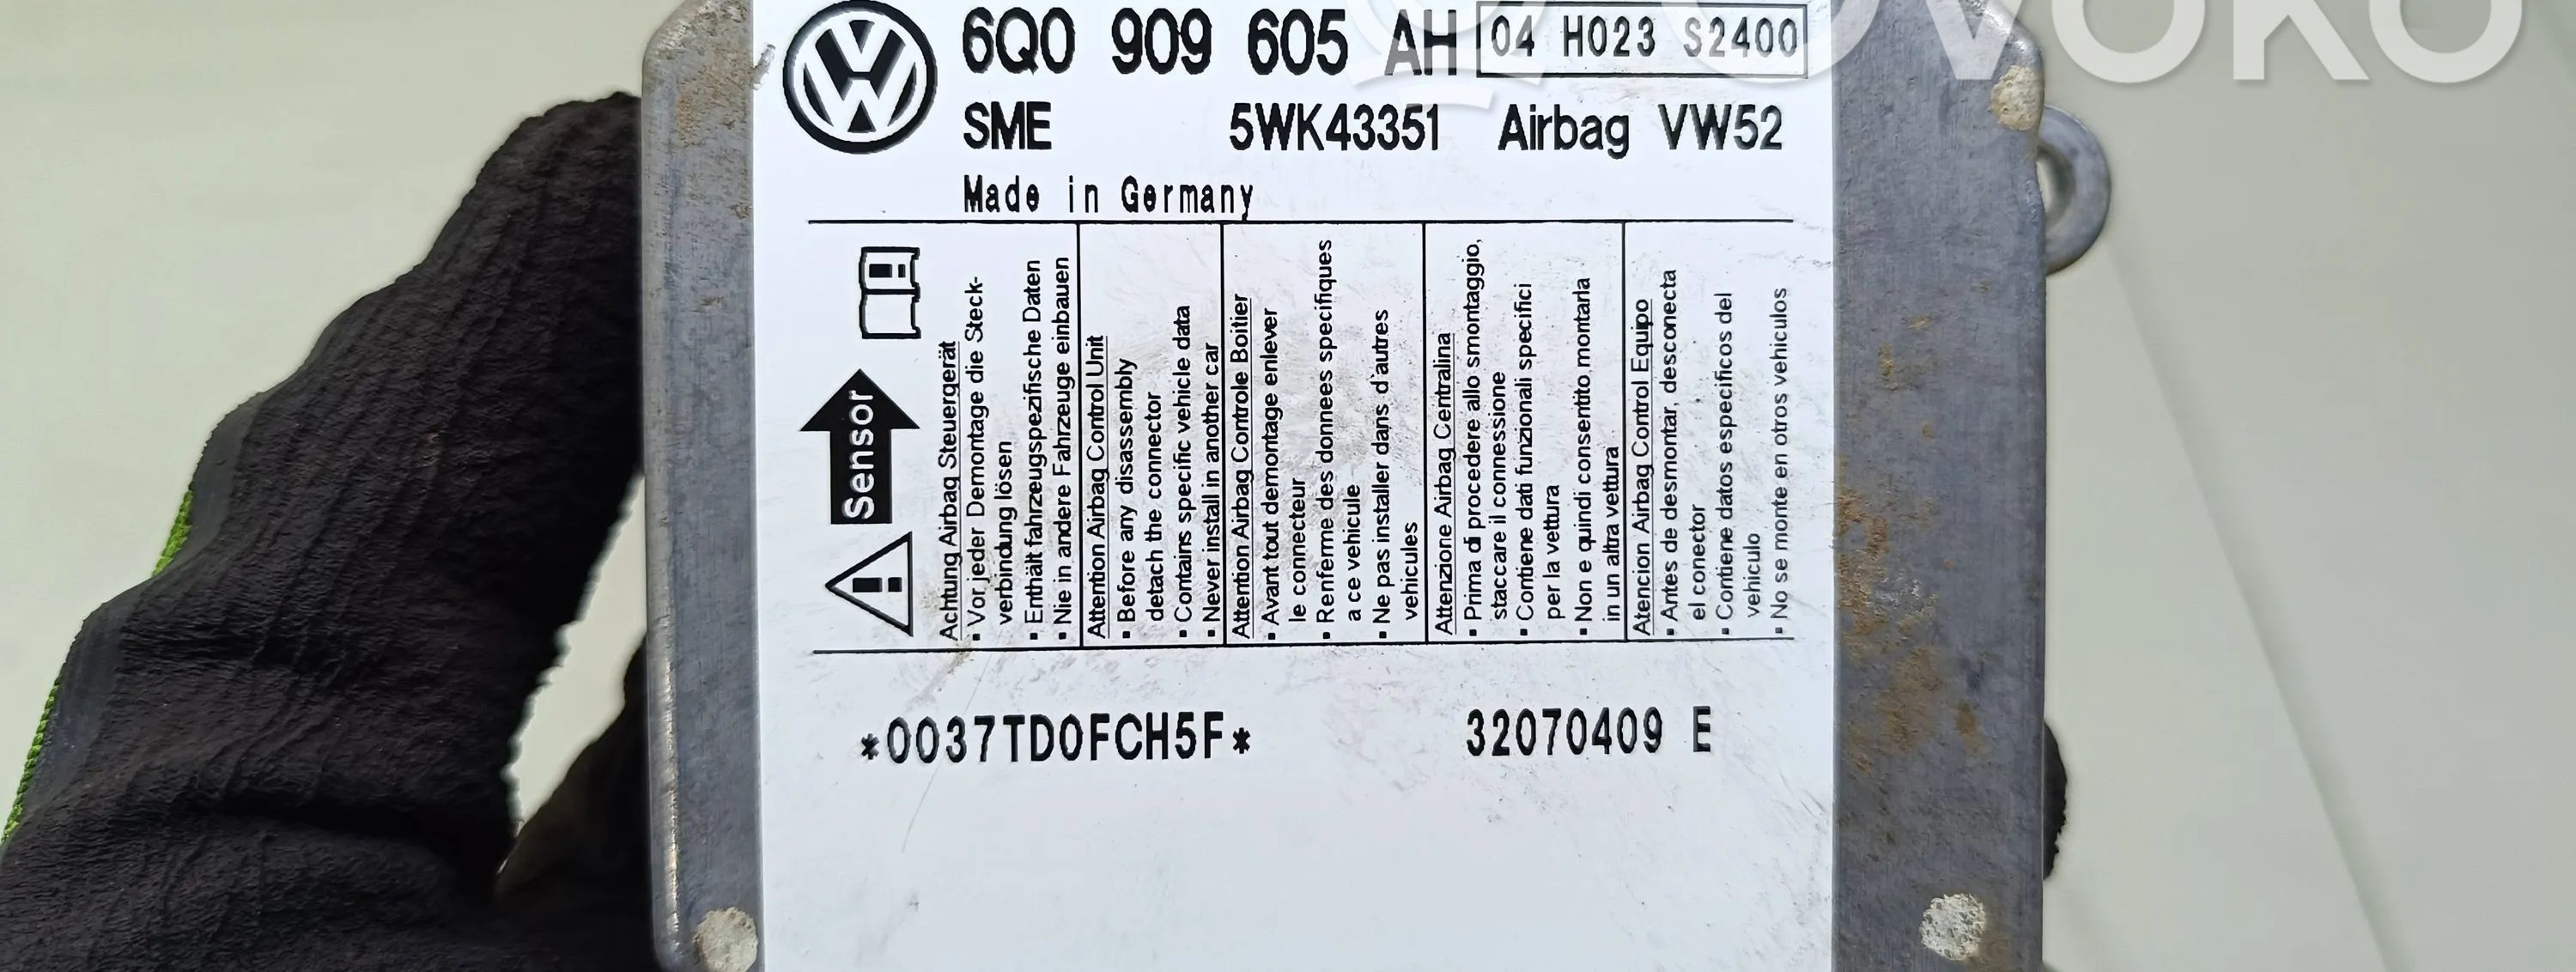 OVOKO
6Q0 909 605 AH 04 H023 S2400
SME 5WK43351 Airbag VW52
Made in Germany
Sensor
Achtung Airbag Steuergerät
▪ Vor jeder Demontage die Steck-
verbindung lösen
▪ Enthält fahrzeugspezifische Daten
▪ Nie in andere Fahrzeuge einbauen
Attention Airbag Control Unit
▪ Before any disassembly
detach the connector
▪ Contains specific vehicle data
▪ Never install in another car
Attention Airbag Controle Boitier
▪ Avant tout demontage enlever
le connecteur
▪ Renferme des donnees specifiques
a ce vehicule
▪ Ne pas installer dans d'autres
vehicules
Attenzione Airbag Centralina
▪ Prima di procedere allo smontaggio,
staccare il connessione
▪ Contiene dati funzionali specifici
per la vettura
▪ Non e quindi consentito montarla
in un altra vettura
Atencion Airbag Control Equipo
▪ Antes de desmontar, desconecta
el conector
▪ Contiene datos especificos del
vehiculo
▪ No se monte en otros vehiculos
*0037TD0FCH5F* 32070409 E